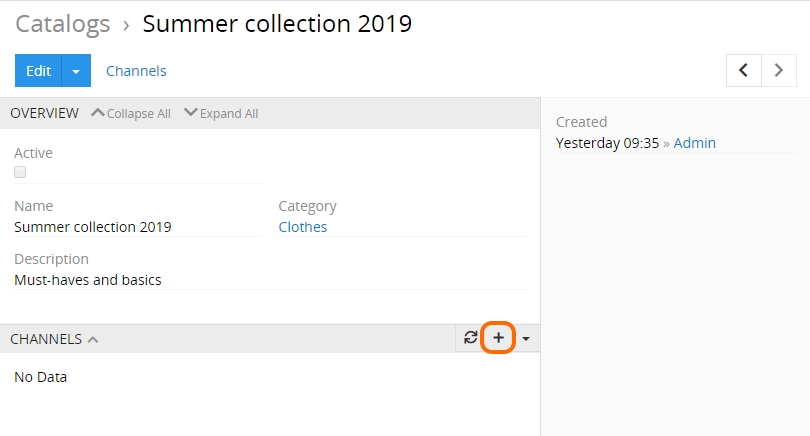 Catalogs › Summer collection 2019
Edit Channels
OVERVIEW Collapse All Expand All
Active
Name Category
Summer collection 2019 Clothes
Description
Must-haves and basics
CHANNELS
No Data
Created
Yesterday 09:35 » Admin